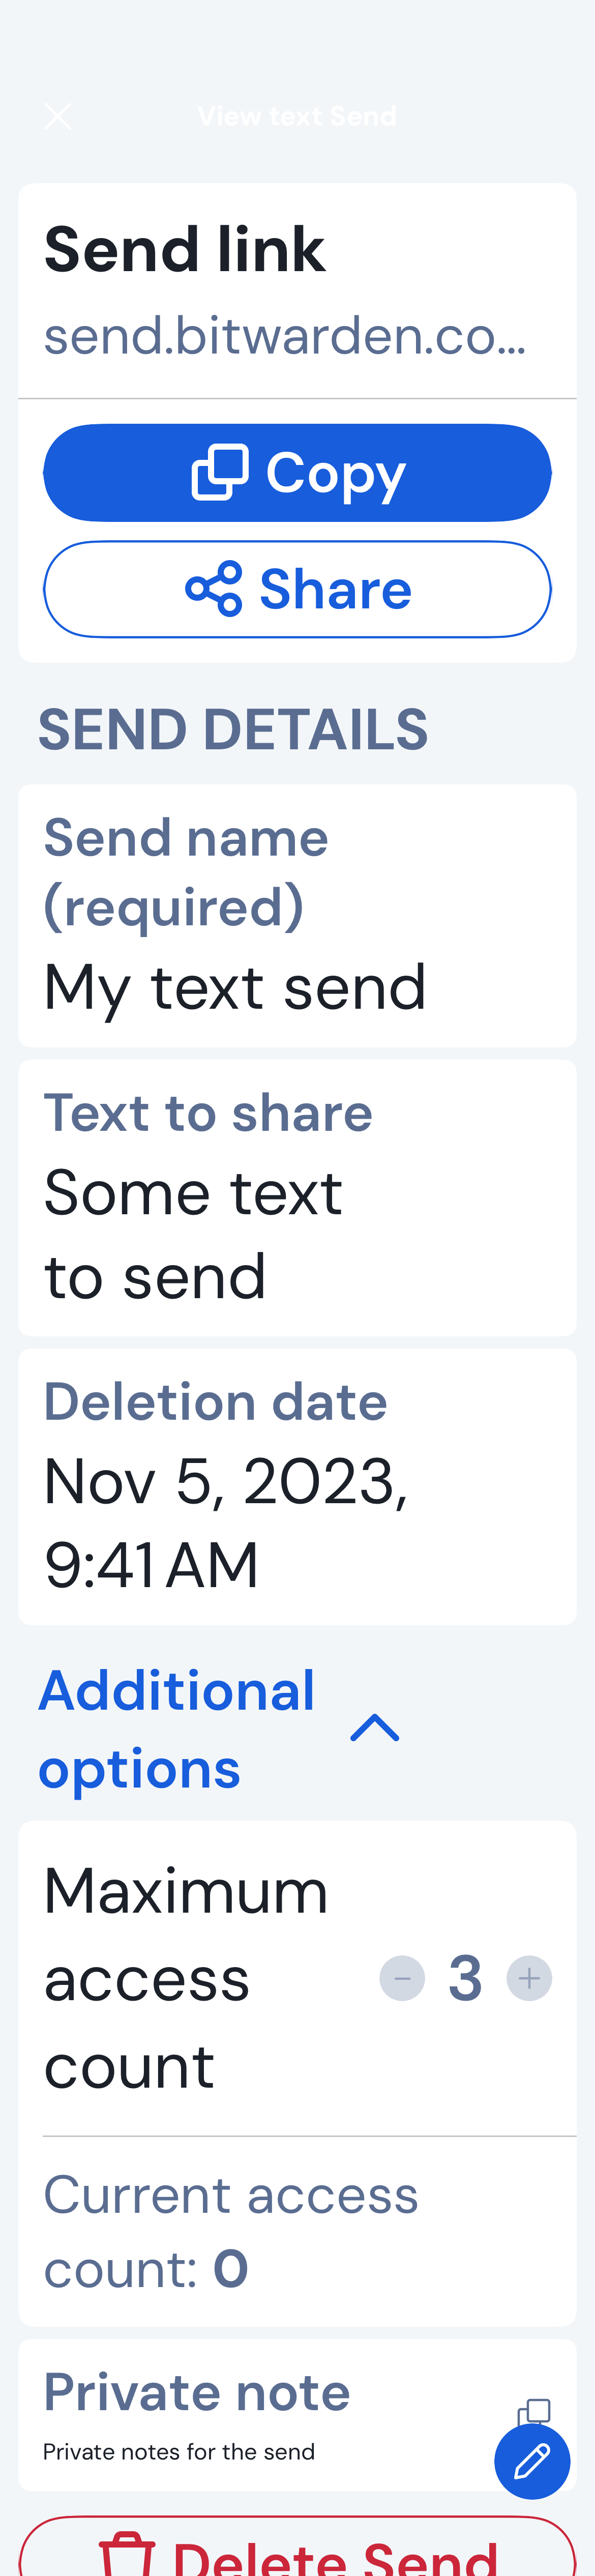 View text Send
Send link
send.bitwarden.co...
Copy
Share
SEND DETAILS
Send name
(required)
My text send
Text to share
Some text
to send
Deletion date
Nov 5, 2023,
9:41 AM
Additional
options
Maximum
access
count
3
Current access
count: 0
Private note
Private notes for the send
Delete Send